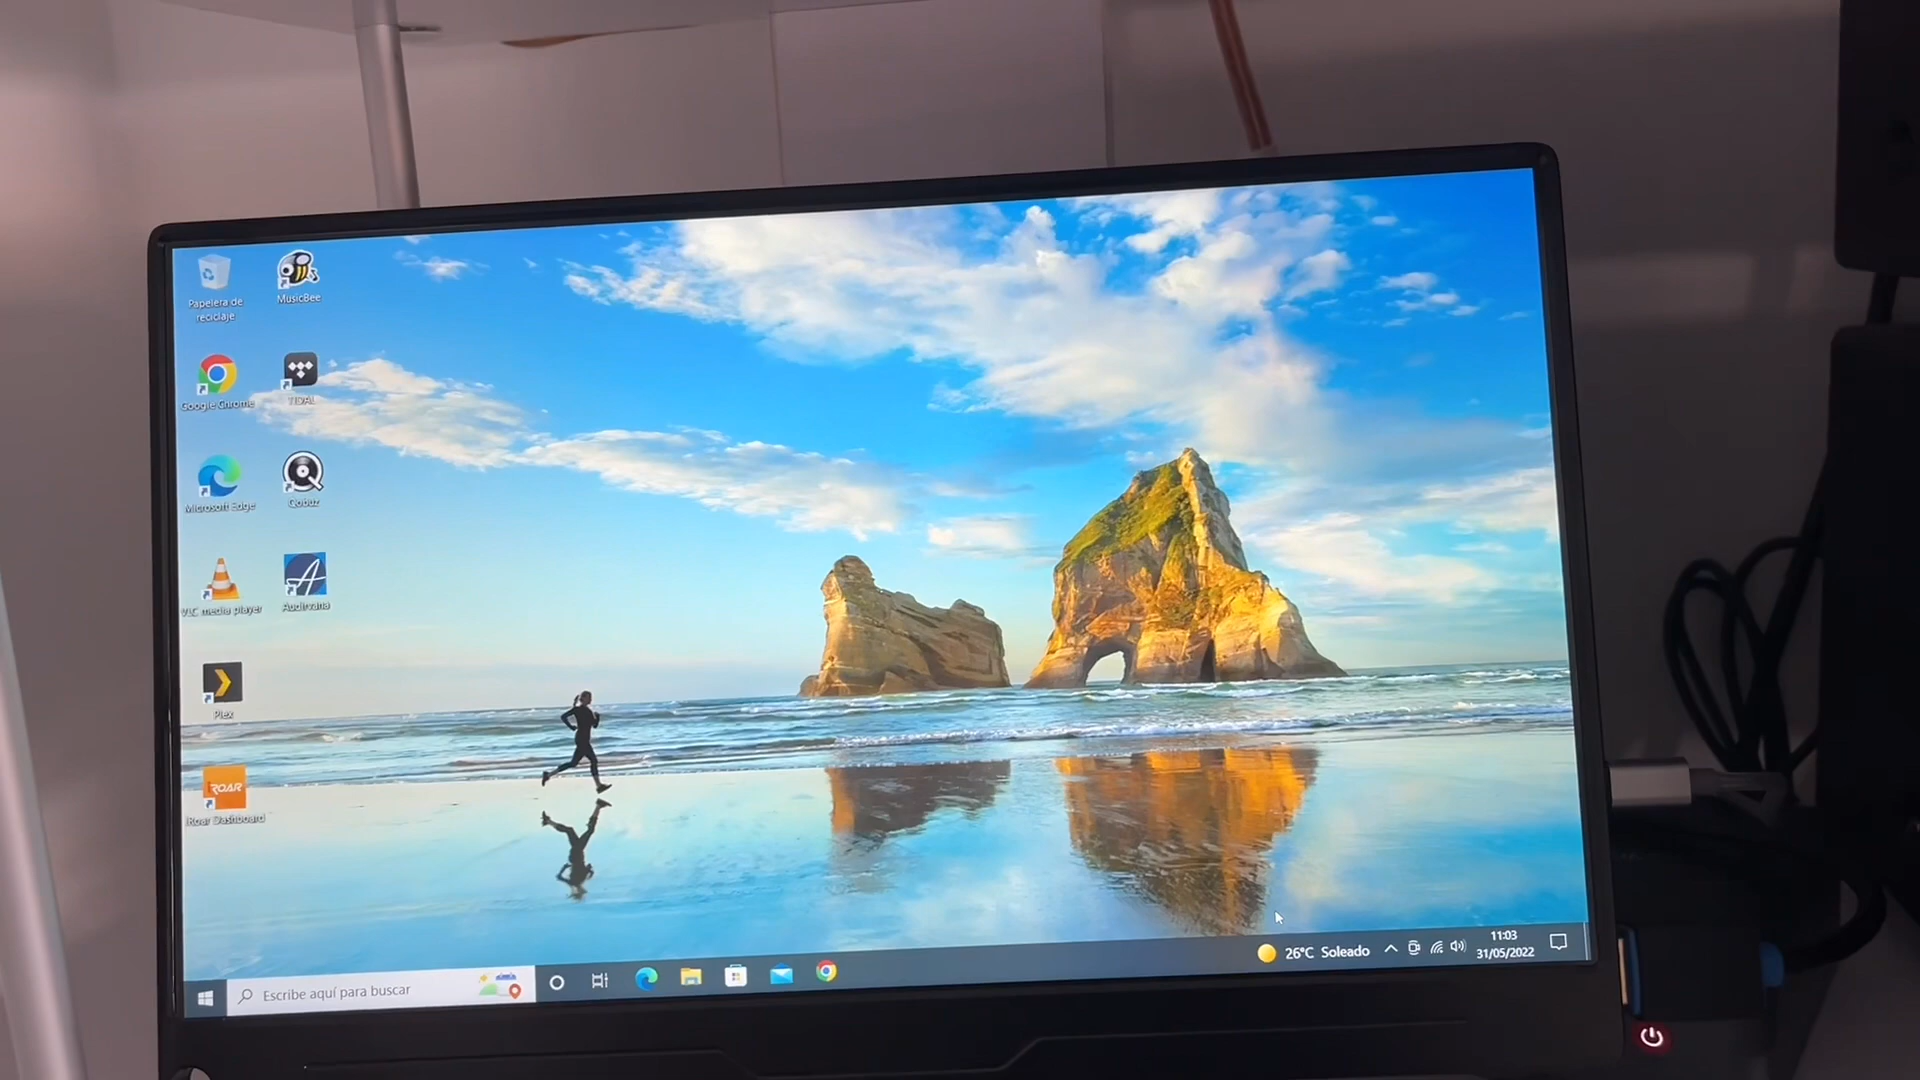 Papelera de
reciclaje
MusicBee
Google Chrome
TIDAL
Microsoft Edge
Qobuz
VLC media player
Audirvana
Plex
ROAR
iRoar Dashboard
Escribe aquí para buscar
26°C Soleado
11:03
31/05/2022